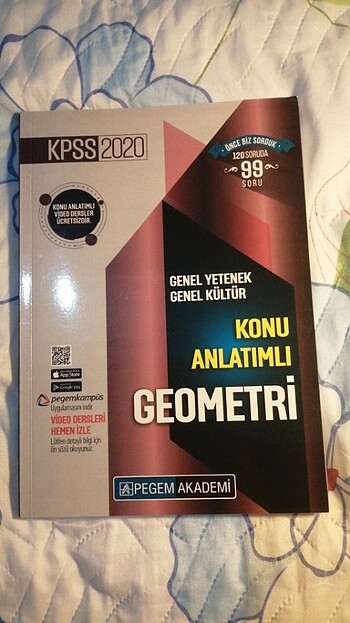 KPSS 2020
ÖNCE BİZ SORDUK
120 SORUDA
99
SORU
KONU ANLATIMLI
VİDEO DERSLER
ÜCRETSİZDİR.
GENEL YETENEK
GENEL KÜLTÜR
KONU
ANLATIMLI
GEOMETRİ
App Store
Google Play
pegemkampüs
Uygulamasını indir
VİDEO DERSLERİ
HEMEN İZLE
Lütfen detaylı bilgi için
ön sözü okuyunuz.
PEGEM AKADEMİ